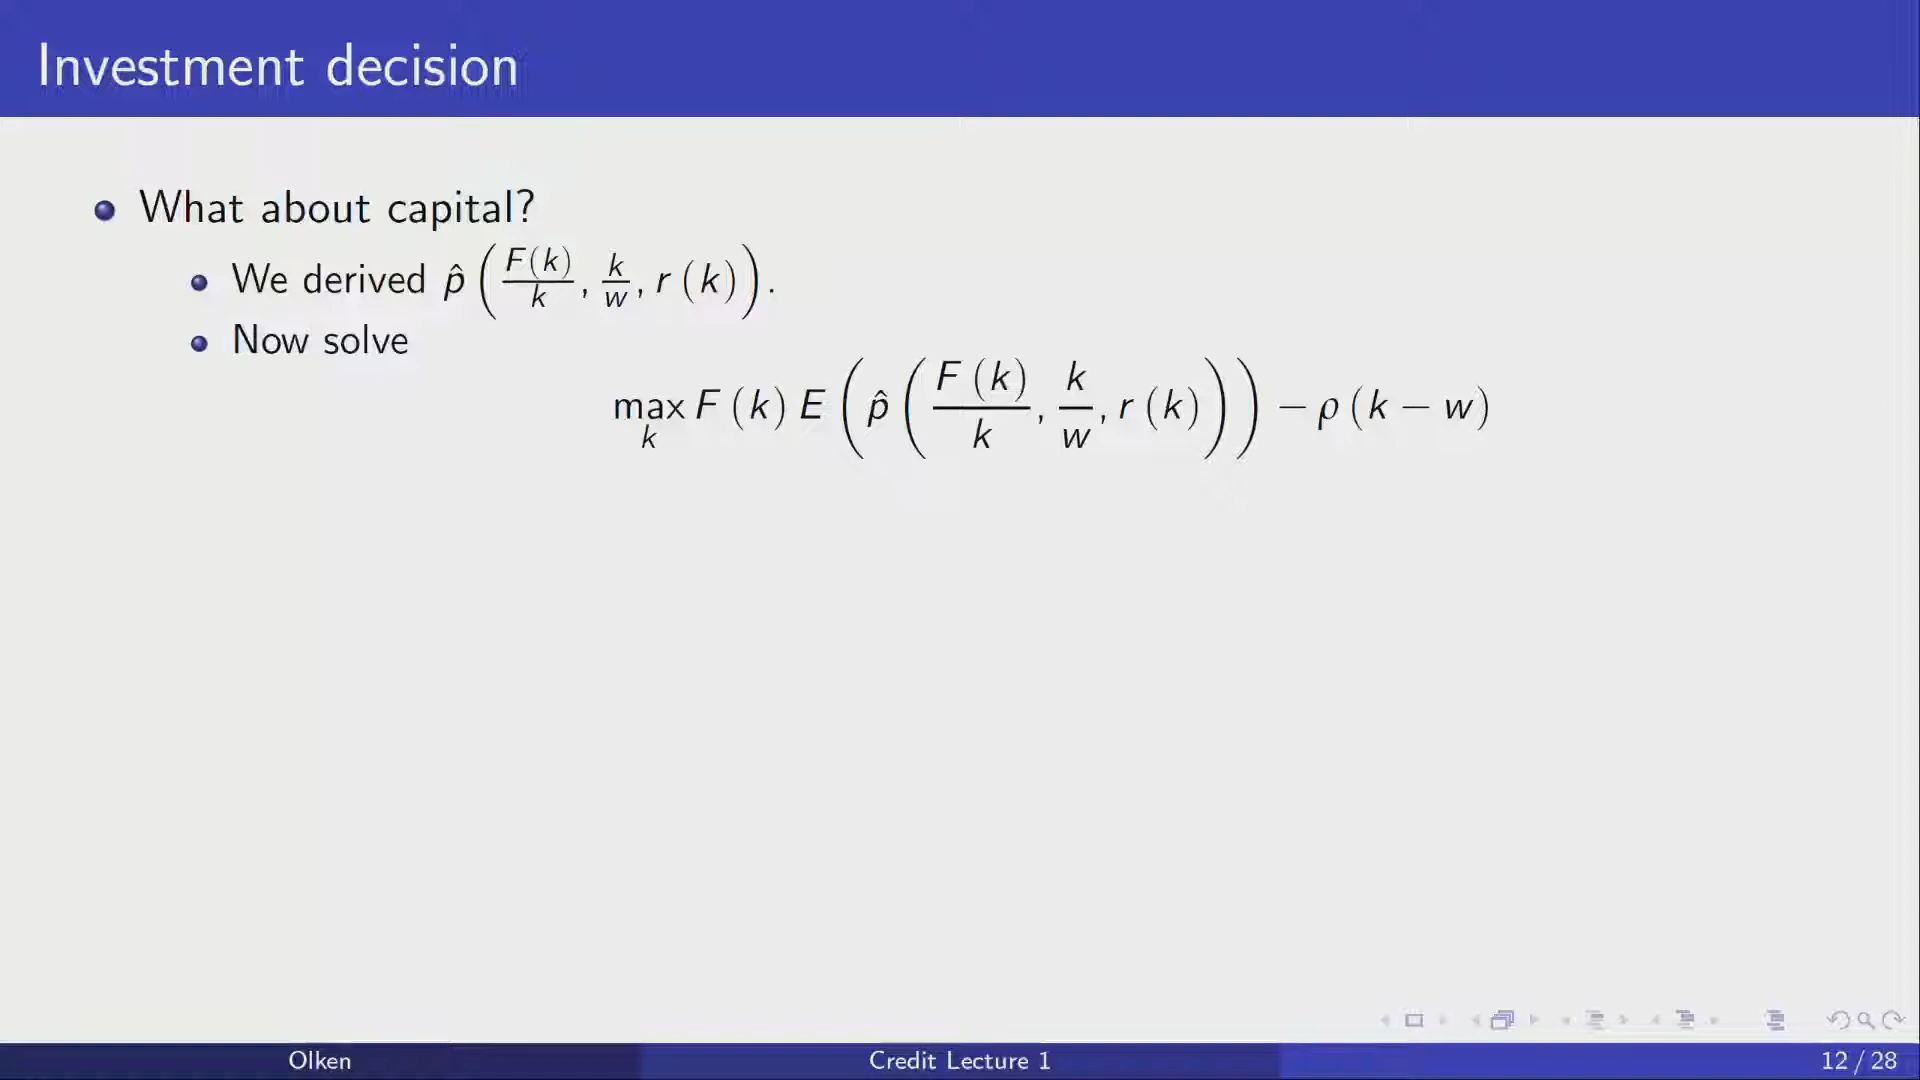 Investment decision
What about capital?
We derived p̂ (F(k)/k, k/w, r (k)).
Now solve
max_k F (k) E (p̂ (F (k)/k, k/w, r (k))) − ρ (k − w)
Olken
Credit Lecture 1
12 / 28